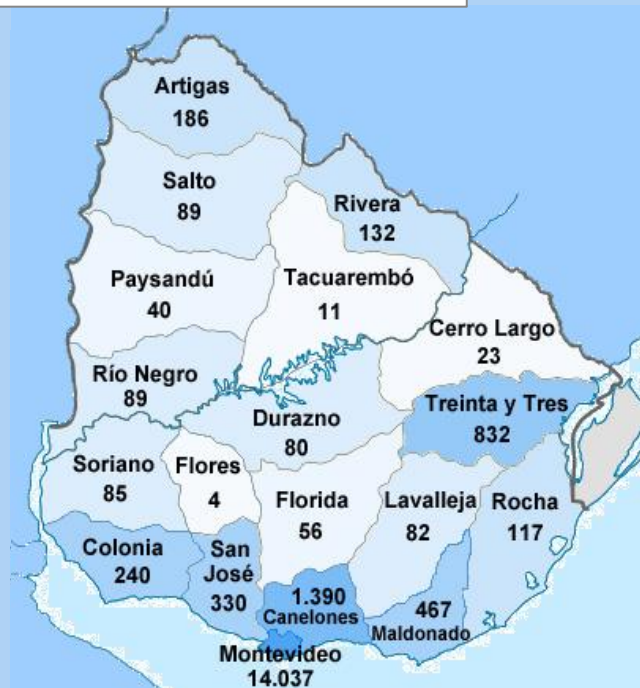 Artigas
186
Salto
89
Rivera
132
Paysandú
40
Tacuarembó
11
Cerro Largo
23
Río Negro
89
Durazno
80
Treinta y Tres
832
Soriano
85
Flores
4
Florida
56
Lavalleja
82
Rocha
117
Colonia
240
San
José
330
1.390
Canelones
467
Maldonado
Montevideo
14.037